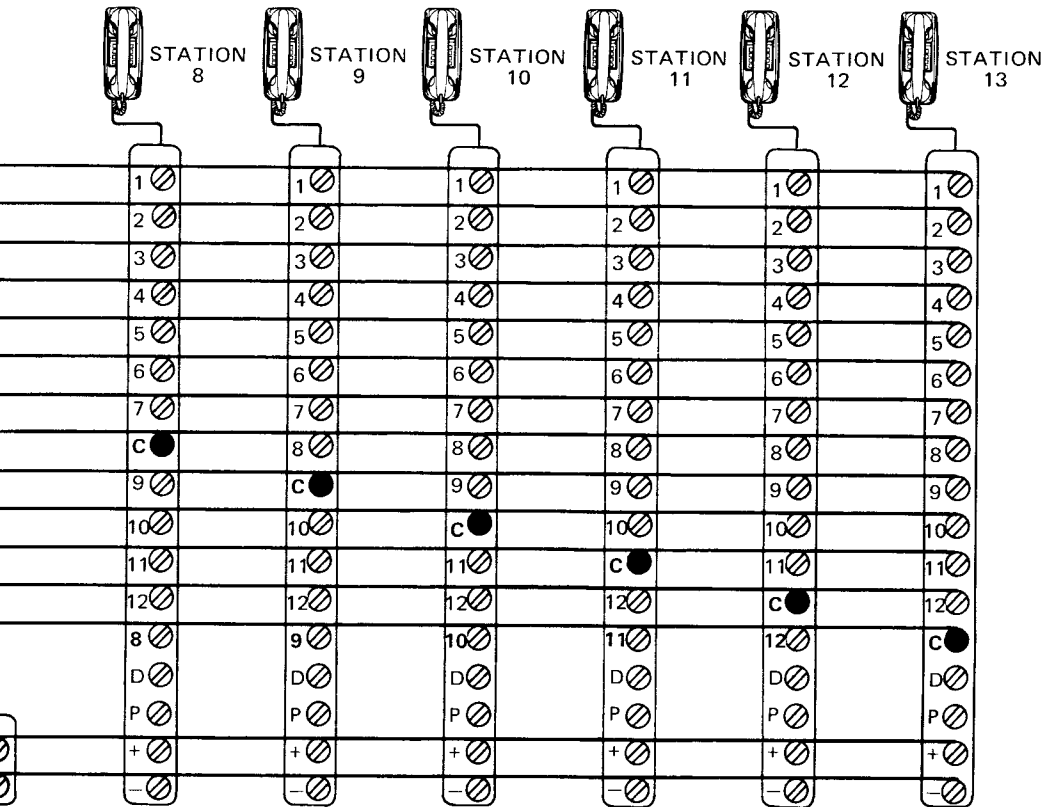 STATION 8
STATION 9
STATION 10
STATION 11
STATION 12
STATION 13
1 1 1 1 1 1
2 2 2 2 2 2
3 3 3 3 3 3
4 4 4 4 4 4
5 5 5 5 5 5
6 6 6 6 6 6
7 7 7 7 7 7
C 8 8 8 8 8
9 C 9 9 9 9
10 10 C 10 10 10
11 11 11 C 11 11
12 12 12 12 C 12
8 9 10 11 12 C
D D D D D D
P P P P P P
+ + + + + +
− − − − − −